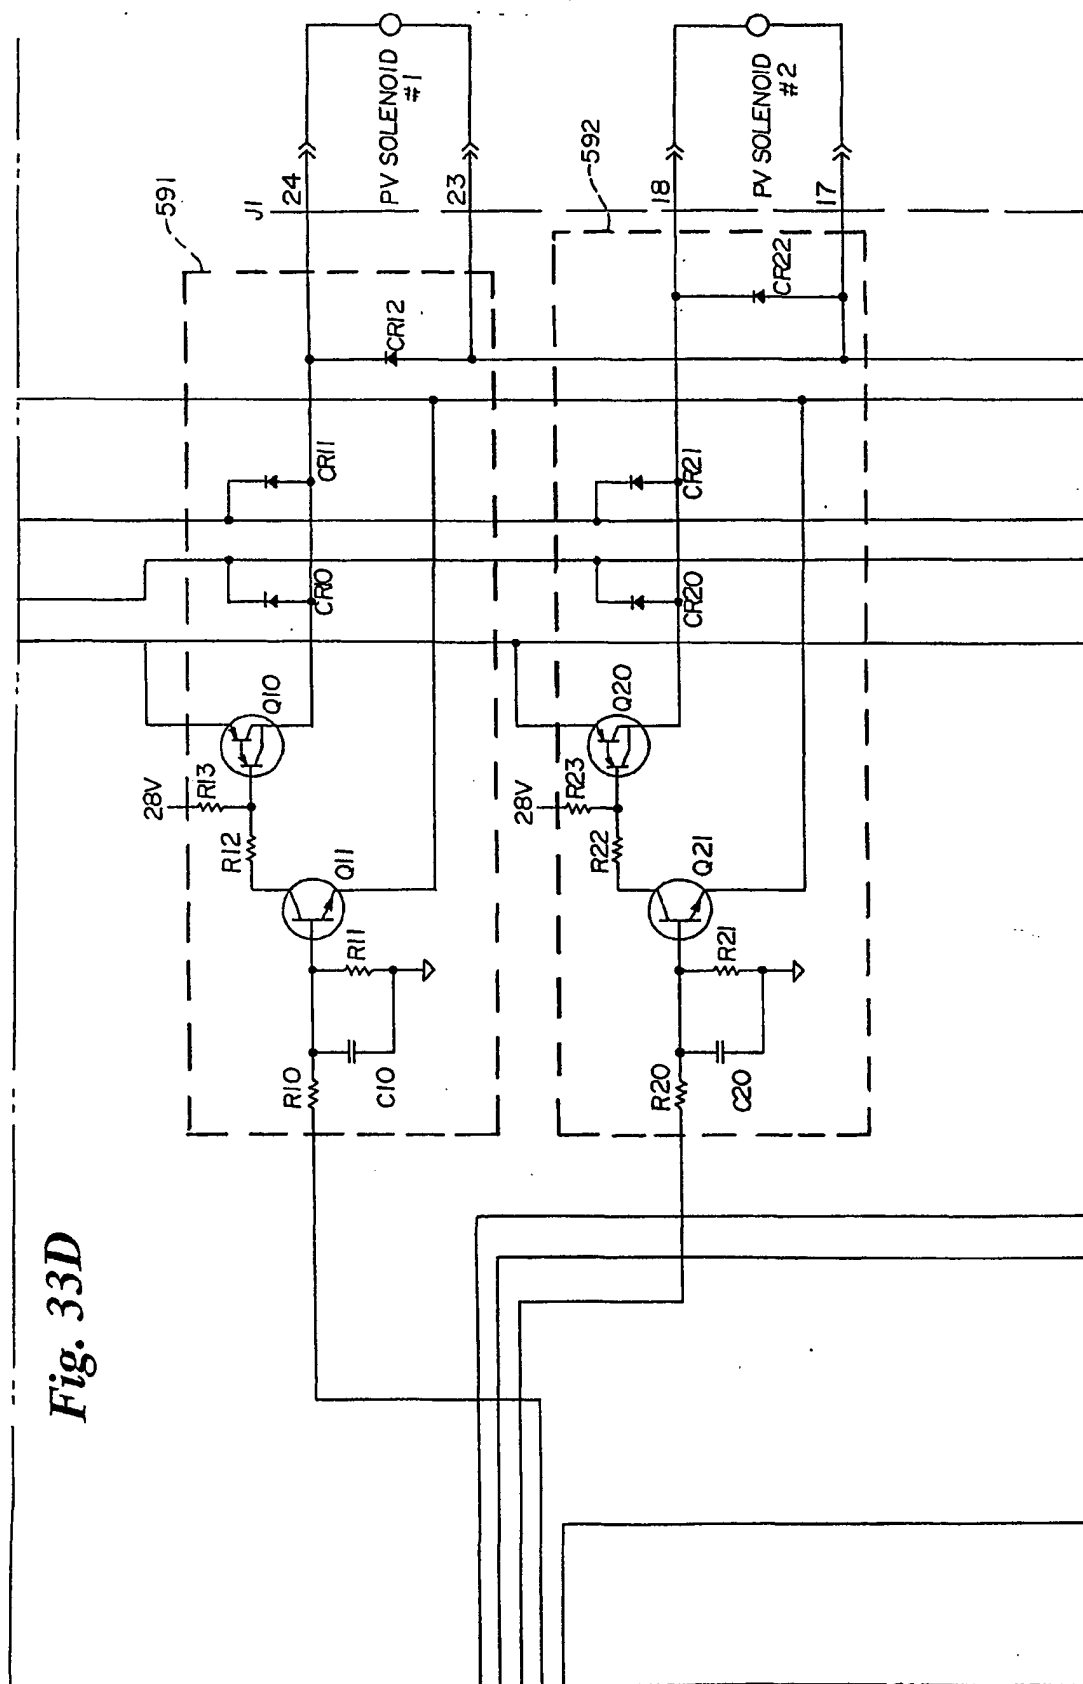 Fig. 33D
591
J1
24
PV SOLENOID
#1
23
CR12
CR11
CR10
Q10
28V
R13
R12
Q11
R11
R10
C10
592
18
PV SOLENOID
#2
17
CR22
CR21
CR20
Q20
28V
R23
R22
Q21
R21
R20
C20